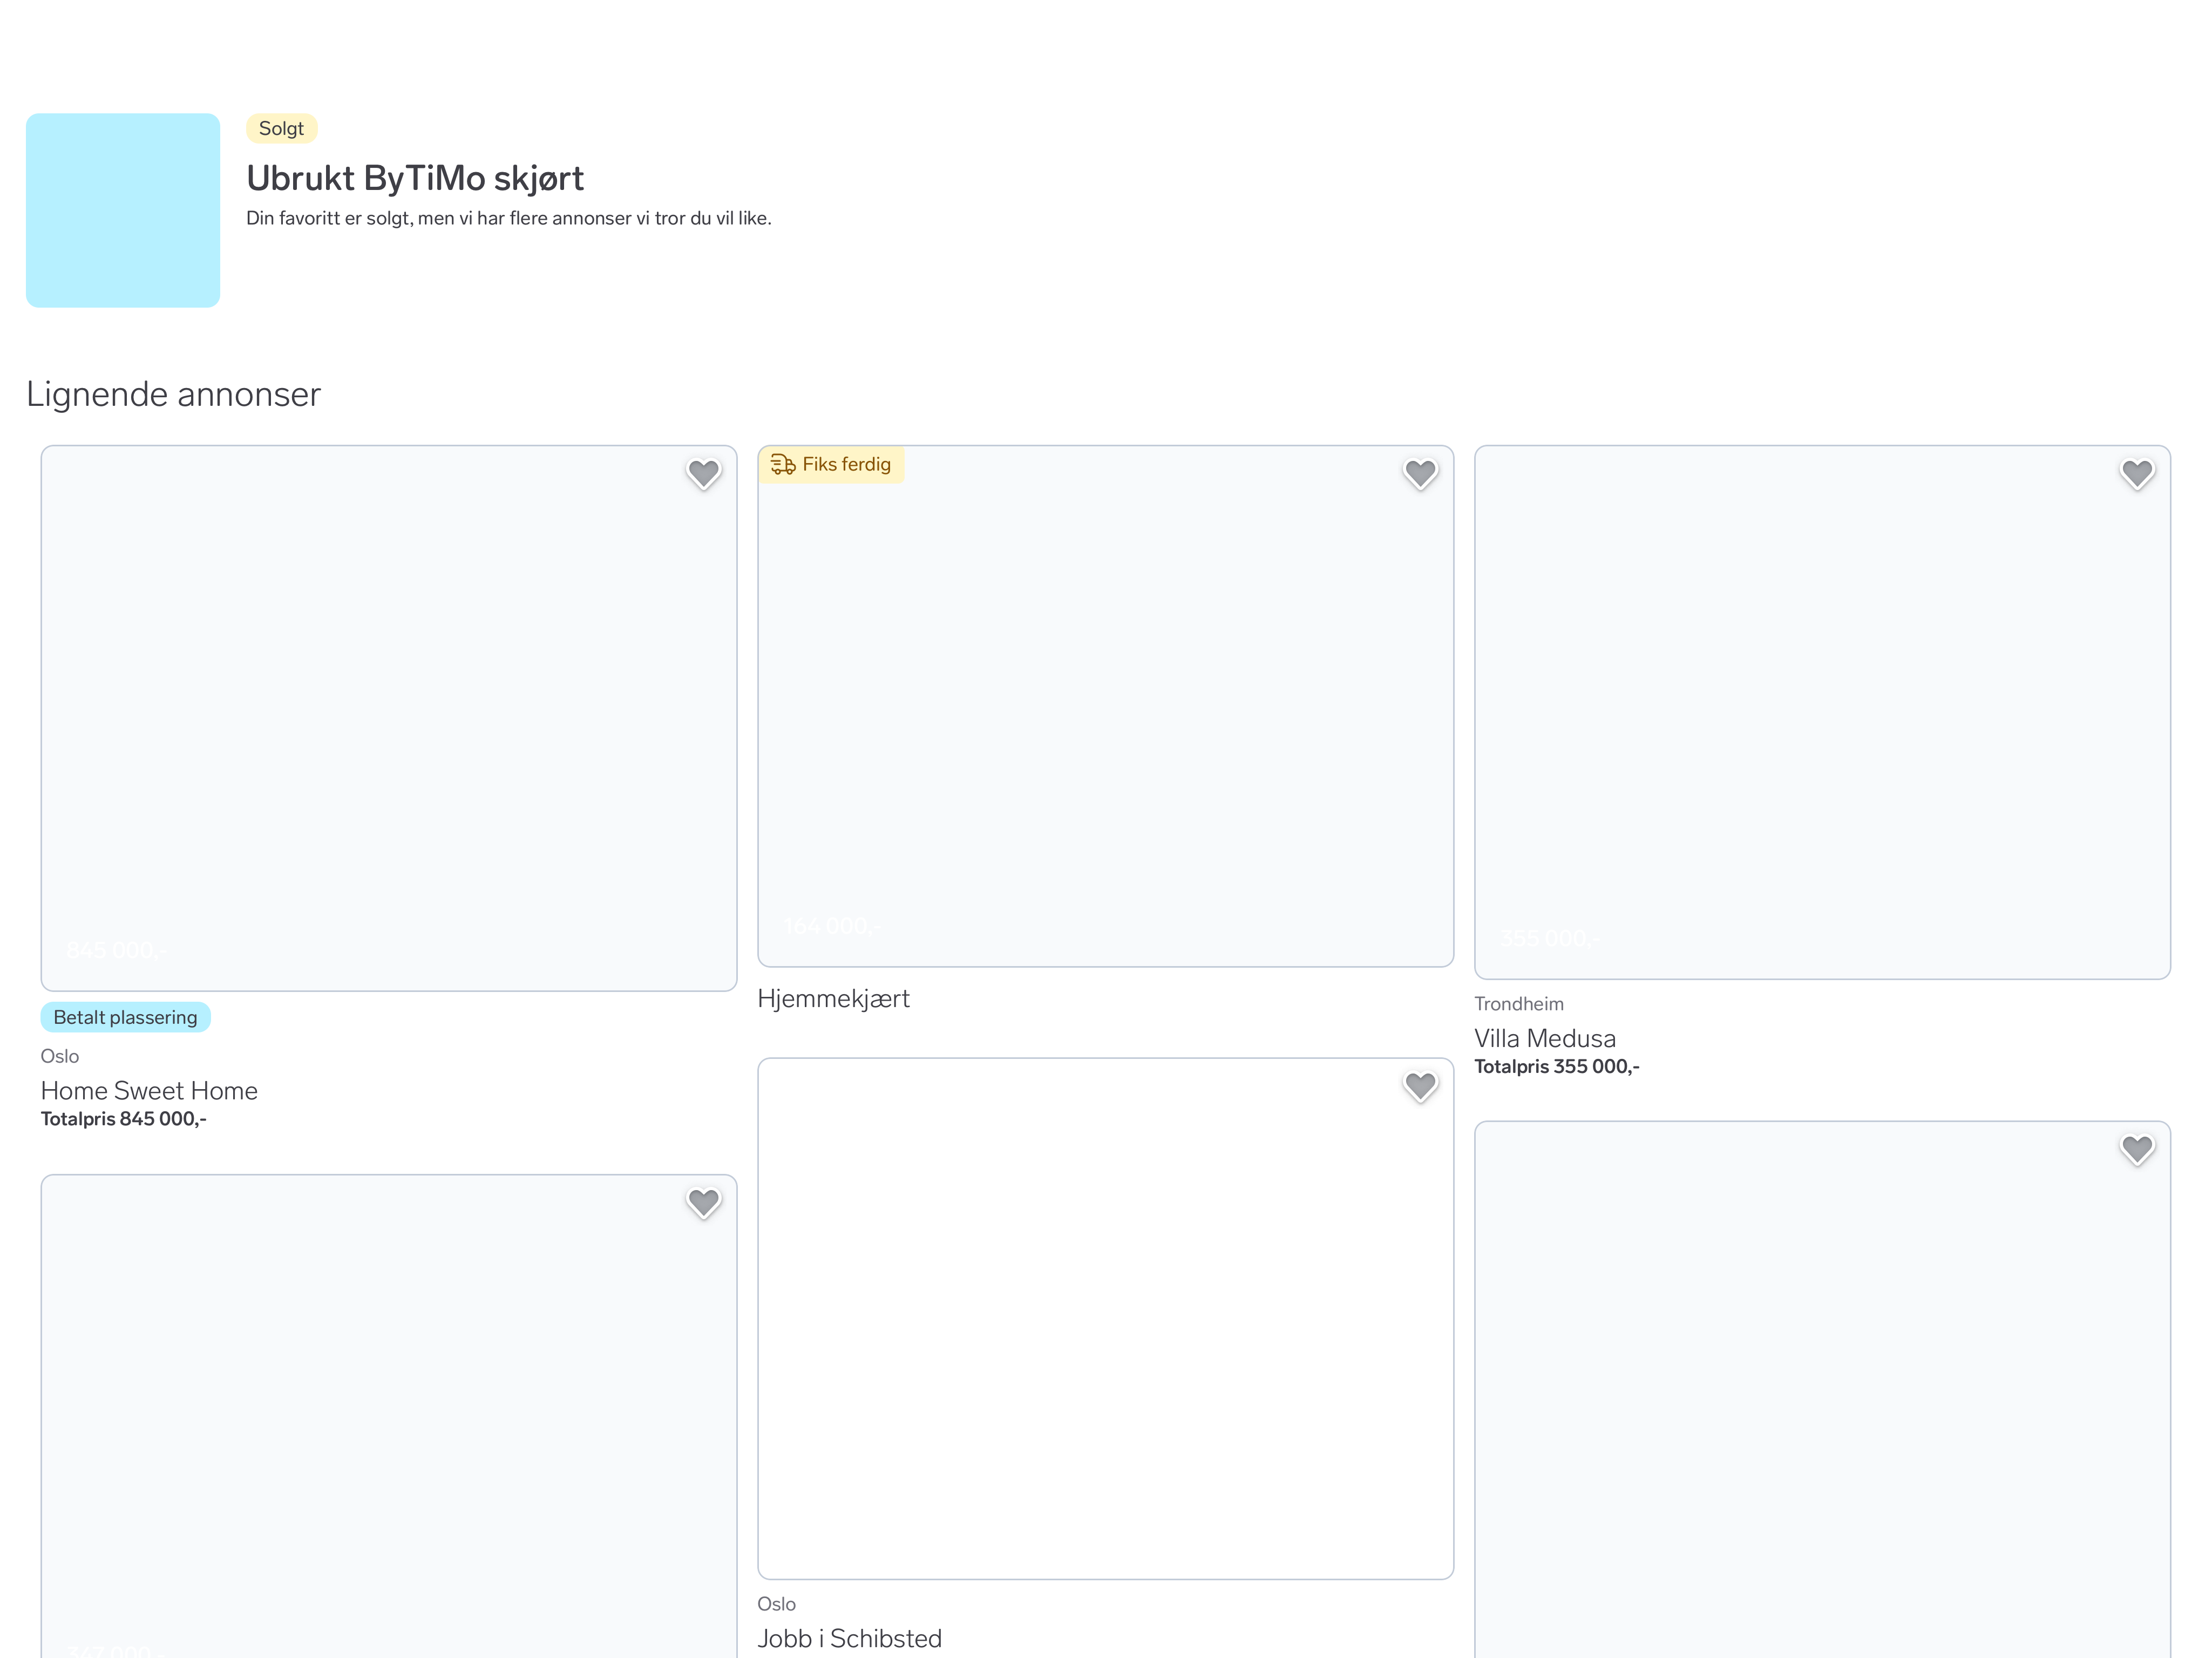 Solgt
Ubrukt ByTiMo skjørt
Din favoritt er solgt, men vi har flere annonser vi tror du vil like.
Lignende annonser
845 000,-
Betalt plassering
Oslo
Home Sweet Home
Totalpris 845 000,-
Fiks ferdig
164 000,-
Hjemmekjært
355 000,-
Trondheim
Villa Medusa
Totalpris 355 000,-
Oslo
Jobb i Schibsted